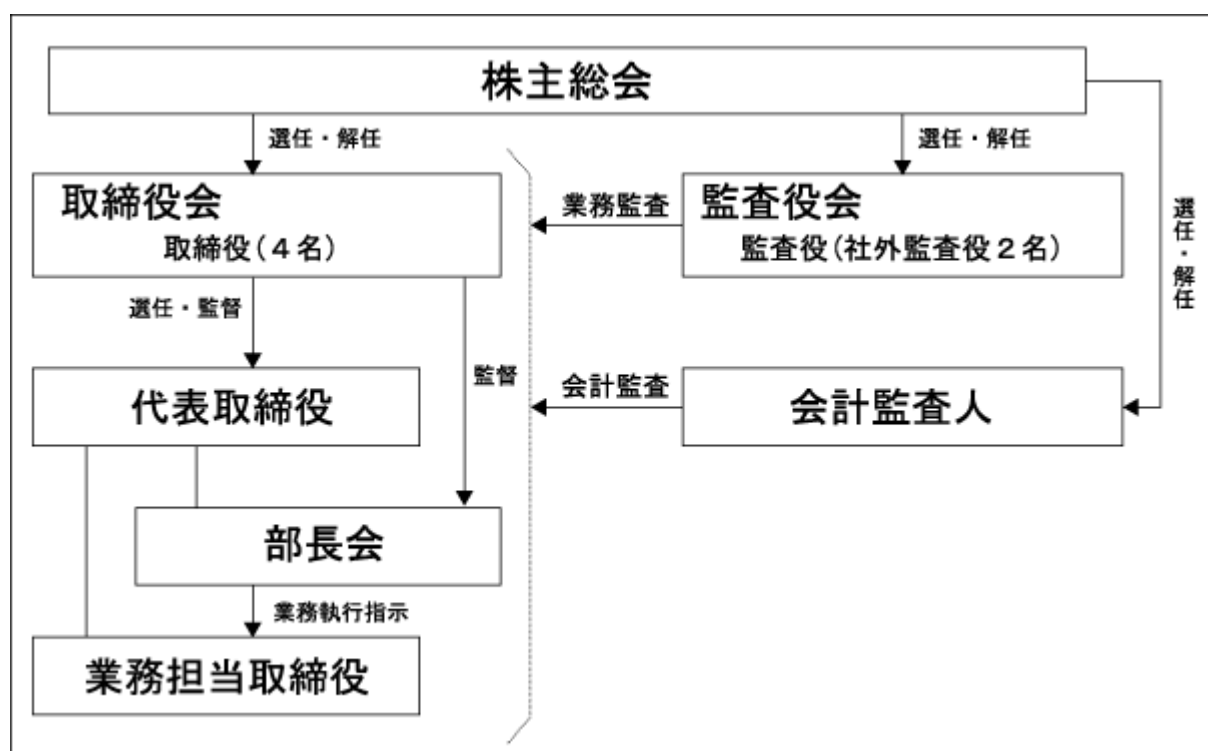 株主総会
選任・解任
選任・解任
選任・解任
取締役会
取締役(4名)
業務監査
監査役会
監査役(社外監査役2名)
選任・監督
監督
代表取締役
会計監査
会計監査人
部長会
業務執行指示
業務担当取締役